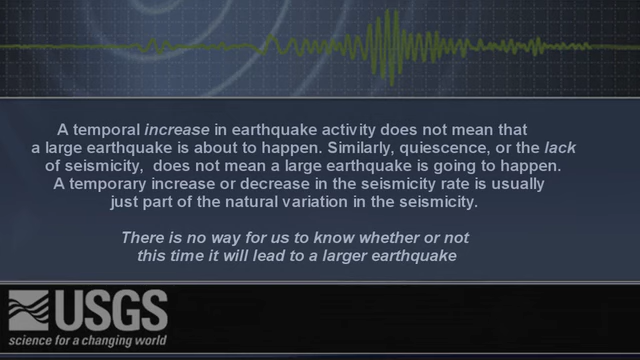 A temporal increase in earthquake activity does not mean that
a large earthquake is about to happen. Similarly, quiescence, or the lack
of seismicity, does not mean a large earthquake is going to happen.
A temporary increase or decrease in the seismicity rate is usually
just part of the natural variation in the seismicity.
There is no way for us to know whether or not
this time it will lead to a larger earthquake
USGS
science for a changing world